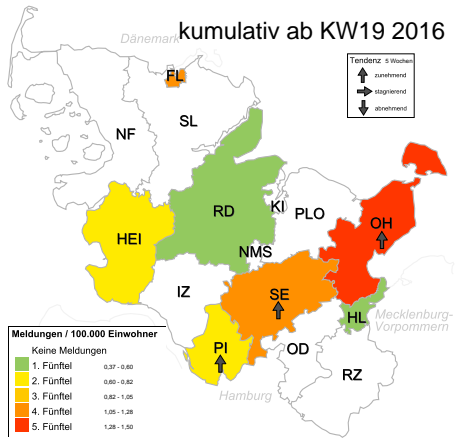 kumulativ ab KW19 2016
Dänemark
Tendenz 5 Wochen
zunehmend
stagnierend
abnehmend
FL
SL
NF
RD
KI
PLO
OH
HEI
NMS
IZ
SE
HL
Mecklenburg-
Vorpommern
PI
OD
RZ
Hamburg
Meldungen / 100.000 Einwohner
Keine Meldungen
1. Fünftel 0,37 - 0,60
2. Fünftel 0,60 - 0,82
3. Fünftel 0,82 - 1,05
4. Fünftel 1,05 - 1,28
5. Fünftel 1,28 - 1,50